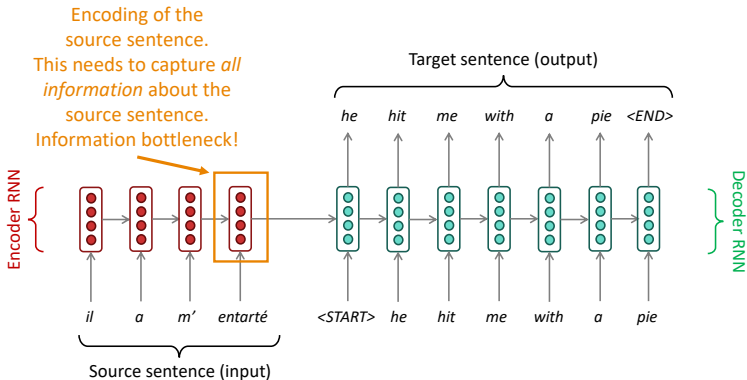 Encoding of the
source sentence.
This needs to capture all
information about the
source sentence.
Information bottleneck!
Target sentence (output)
he hit me with a pie <END>
Encoder RNN
Decoder RNN
il a m’ entarté <START> he hit me with a pie
Source sentence (input)